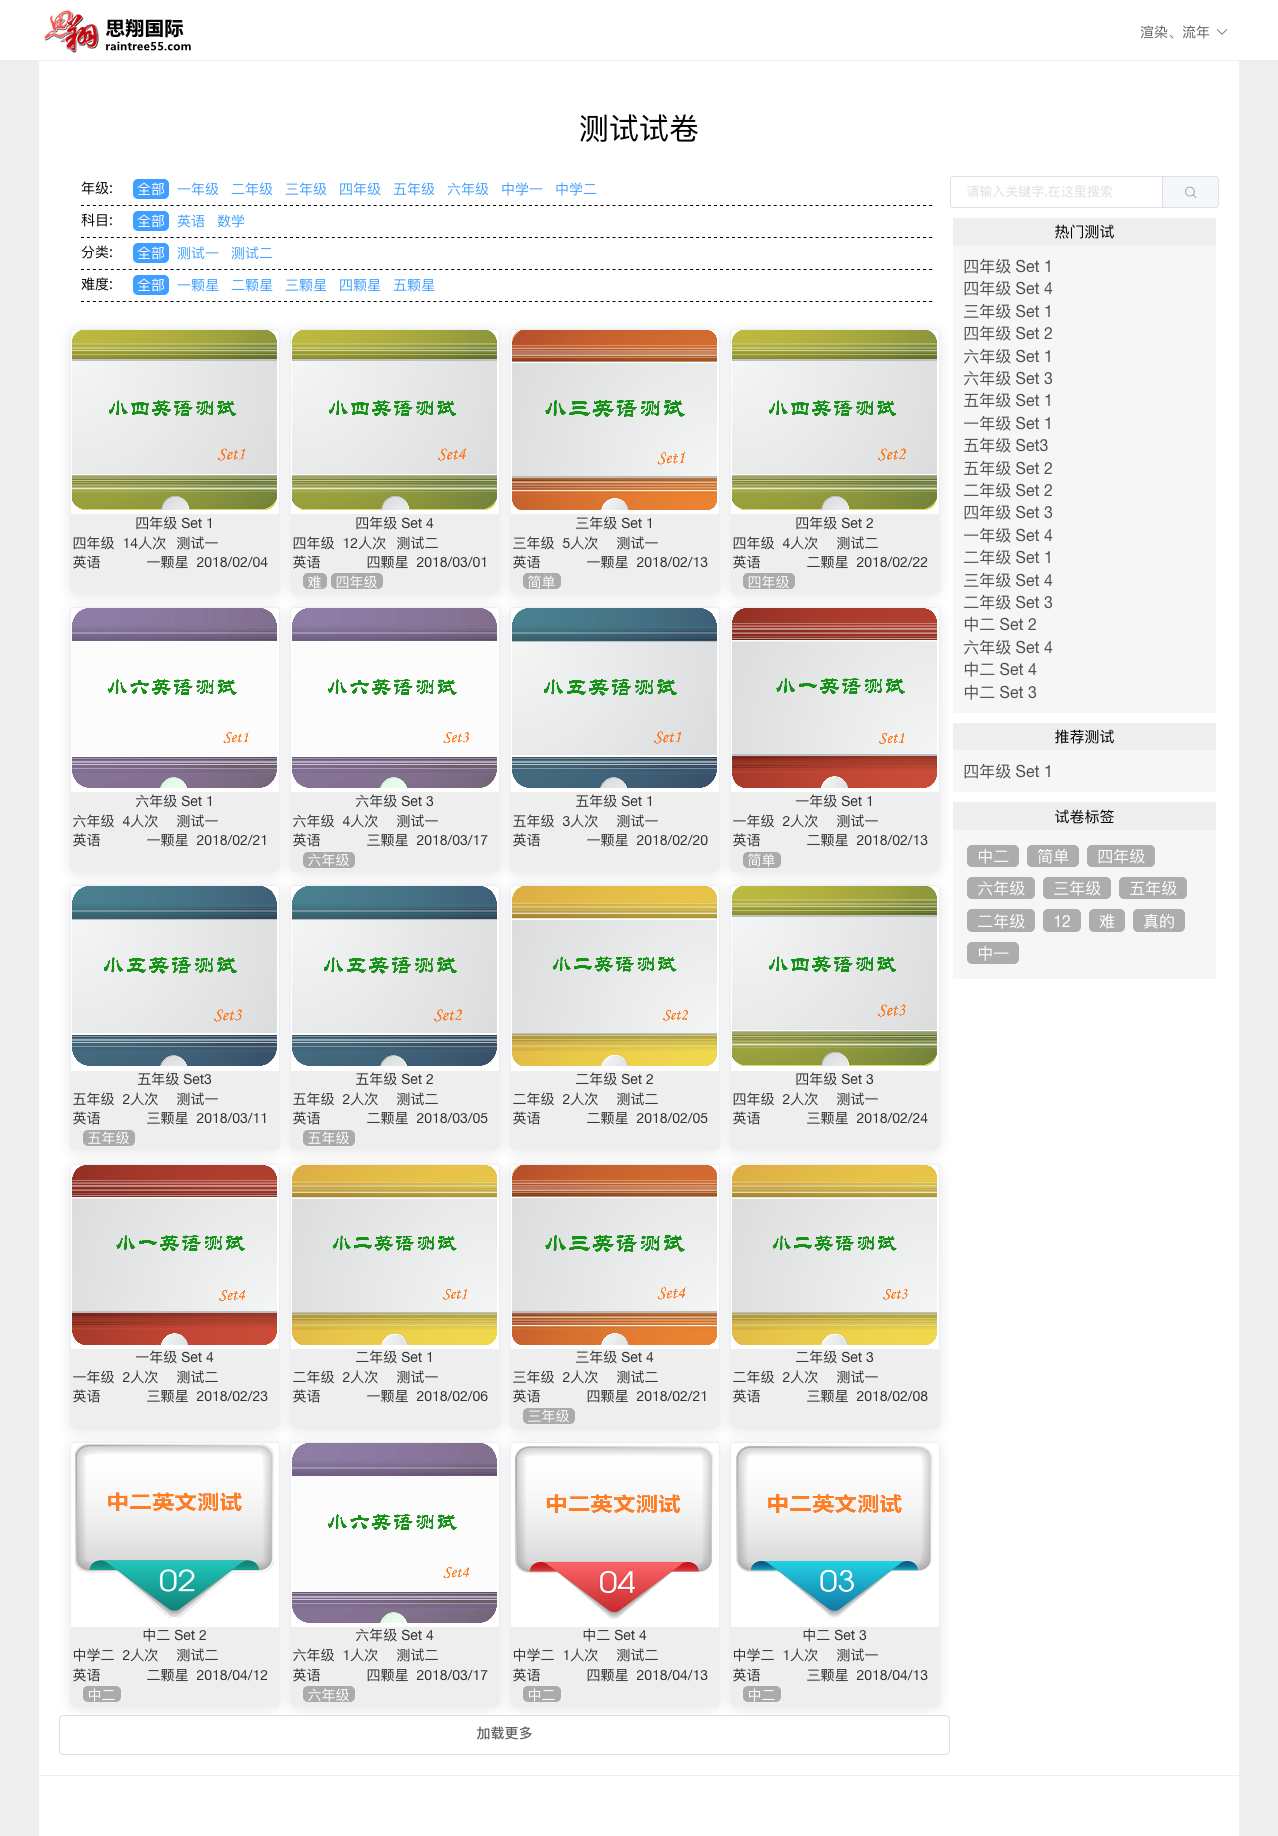 思翔
思翔国际
raintree55.com
渲染、流年
测试试卷
年级: 全部 一年级 二年级 三年级 四年级 五年级 六年级 中学一 中学二
科目: 全部 英语 数学
分类: 全部 测试一 测试二
难度: 全部 一颗星 二颗星 三颗星 四颗星 五颗星
小四英语测试
Set1
四年级 Set 1
四年级 14人次 测试一
英语 一颗星 2018/02/04
小四英语测试
Set4
四年级 Set 4
四年级 12人次 测试二
英语 四颗星 2018/03/01
难 四年级
小三英语测试
Set1
三年级 Set 1
三年级 5人次 测试一
英语 一颗星 2018/02/13
简单
小四英语测试
Set2
四年级 Set 2
四年级 4人次 测试二
英语 二颗星 2018/02/22
四年级
小六英语测试
Set1
六年级 Set 1
六年级 4人次 测试一
英语 一颗星 2018/02/21
小六英语测试
Set3
六年级 Set 3
六年级 4人次 测试一
英语 三颗星 2018/03/17
六年级
小五英语测试
Set1
五年级 Set 1
五年级 3人次 测试一
英语 一颗星 2018/02/20
小一英语测试
Set1
一年级 Set 1
一年级 2人次 测试一
英语 二颗星 2018/02/13
简单
小五英语测试
Set3
五年级 Set3
五年级 2人次 测试一
英语 三颗星 2018/03/11
五年级
小五英语测试
Set2
五年级 Set 2
五年级 2人次 测试二
英语 二颗星 2018/03/05
五年级
小二英语测试
Set2
二年级 Set 2
二年级 2人次 测试二
英语 二颗星 2018/02/05
小四英语测试
Set3
四年级 Set 3
四年级 2人次 测试一
英语 三颗星 2018/02/24
小一英语测试
Set4
一年级 Set 4
一年级 2人次 测试二
英语 三颗星 2018/02/23
小二英语测试
Set1
二年级 Set 1
二年级 2人次 测试一
英语 一颗星 2018/02/06
小三英语测试
Set4
三年级 Set 4
三年级 2人次 测试二
英语 四颗星 2018/02/21
三年级
小二英语测试
Set3
二年级 Set 3
二年级 2人次 测试一
英语 三颗星 2018/02/08
中二英文测试
02
中二 Set 2
中学二 2人次 测试二
英语 二颗星 2018/04/12
中二
小六英语测试
Set4
六年级 Set 4
六年级 1人次 测试二
英语 四颗星 2018/03/17
六年级
中二英文测试
04
中二 Set 4
中学二 1人次 测试二
英语 四颗星 2018/04/13
中二
中二英文测试
03
中二 Set 3
中学二 1人次 测试一
英语 三颗星 2018/04/13
中二
加载更多
请输入关键字,在这里搜索
热门测试
四年级 Set 1
四年级 Set 4
三年级 Set 1
四年级 Set 2
六年级 Set 1
六年级 Set 3
五年级 Set 1
一年级 Set 1
五年级 Set3
五年级 Set 2
二年级 Set 2
四年级 Set 3
一年级 Set 4
二年级 Set 1
三年级 Set 4
二年级 Set 3
中二 Set 2
六年级 Set 4
中二 Set 4
中二 Set 3
推荐测试
四年级 Set 1
试卷标签
中二 简单 四年级
六年级 三年级 五年级
二年级 12 难 真的
中一